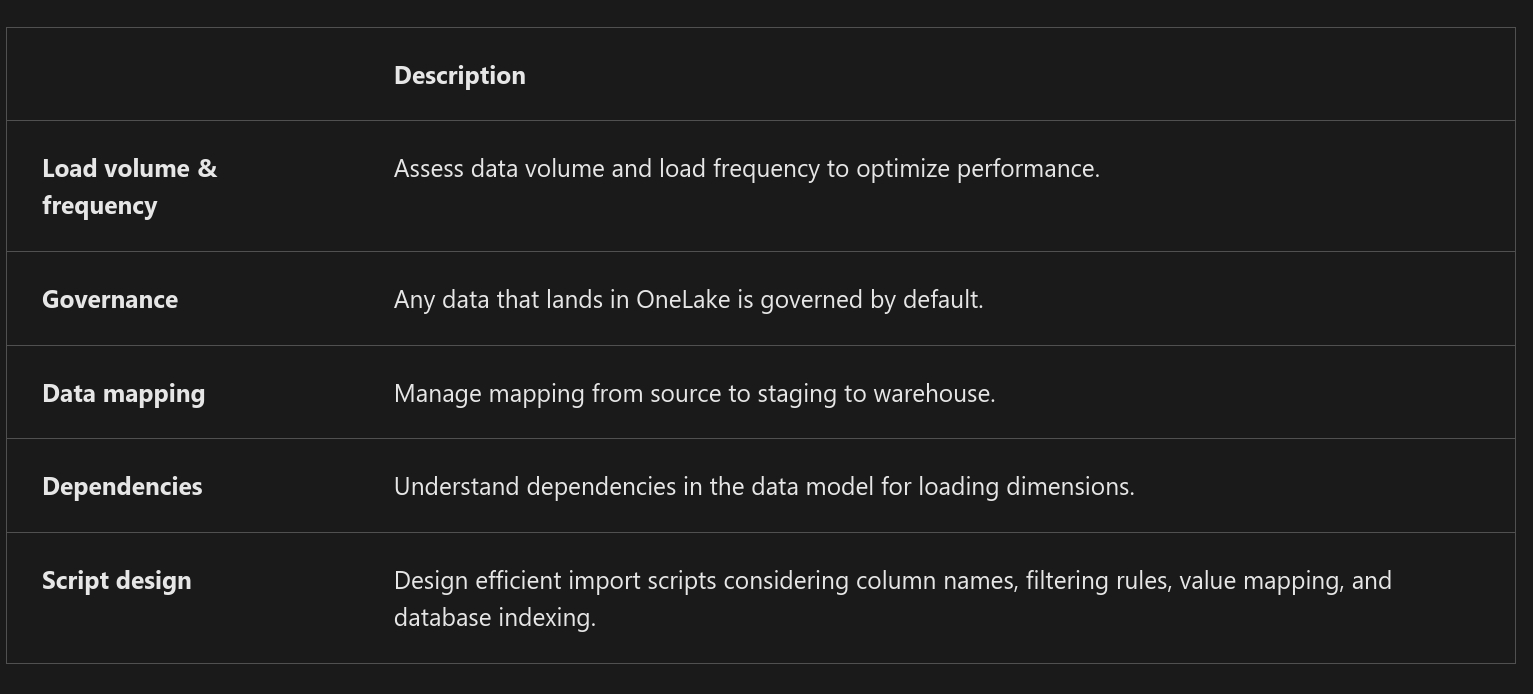 Description
Load volume &
frequency
Assess data volume and load frequency to optimize performance.
Governance
Any data that lands in OneLake is governed by default.
Data mapping
Manage mapping from source to staging to warehouse.
Dependencies
Understand dependencies in the data model for loading dimensions.
Script design
Design efficient import scripts considering column names, filtering rules, value mapping, and
database indexing.